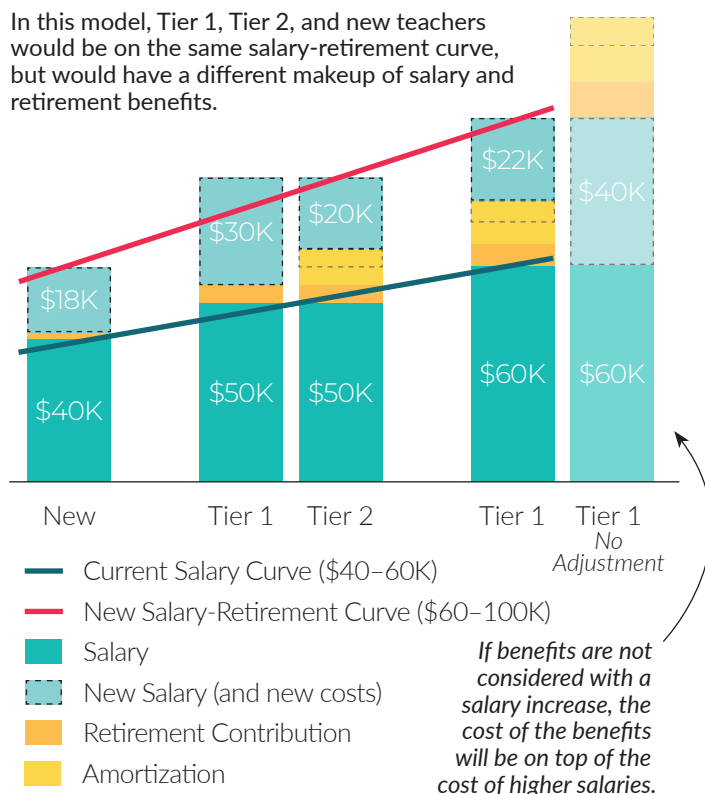 In this model, Tier 1, Tier 2, and new teachers
would be on the same salary-retirement curve,
but would have a different makeup of salary and
retirement benefits.
$18K
$40K
$30K
$50K
$20K
$50K
$22K
$60K
$40K
$60K
New
Tier 1
Tier 2
Tier 1
Tier 1
No
Adjustment
Current Salary Curve ($40–60K)
New Salary-Retirement Curve ($60–100K)
Salary
New Salary (and new costs)
Retirement Contribution
Amortization
If benefits are not
considered with a
salary increase, the
cost of the benefits
will be on top of the
cost of higher salaries.